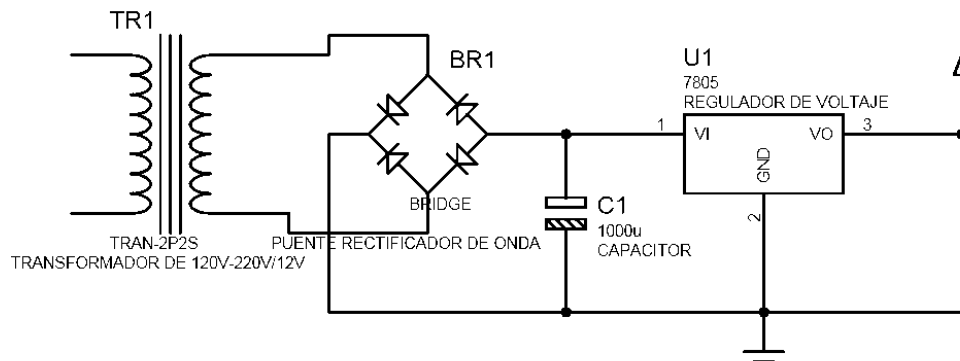 TR1
BR1
U1
7805
REGULADOR DE VOLTAJE
1
VI
VO
3
GND
2
BRIDGE
C1
1000u
CAPACITOR
TRAN-2P2S
PUENTE RECTIFICADOR DE ONDA
TRANSFORMADOR DE 120V-220V/12V